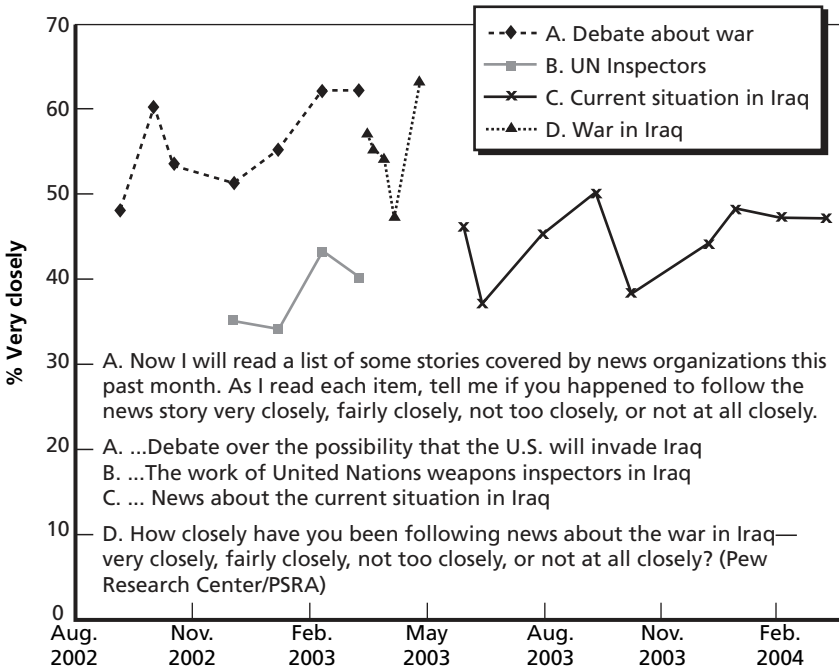 70
A. Debate about war
B. UN Inspectors
60
C. Current situation in Iraq
D. War in Iraq
50
% Very closely
40
30
A. Now I will read a list of some stories covered by news organizations this
past month. As I read each item, tell me if you happened to follow the
news story very closely, fairly closely, not too closely, or not at all closely.
20
A. ...Debate over the possibility that the U.S. will invade Iraq
B. ...The work of United Nations weapons inspectors in Iraq
C. ... News about the current situation in Iraq
10
D. How closely have you been following news about the war in Iraq—
very closely, fairly closely, not too closely, or not at all closely? (Pew
Research Center/PSRA)
0
Aug. Nov. Feb. May Aug. Nov. Feb.
2002 2002 2003 2003 2003 2003 2004